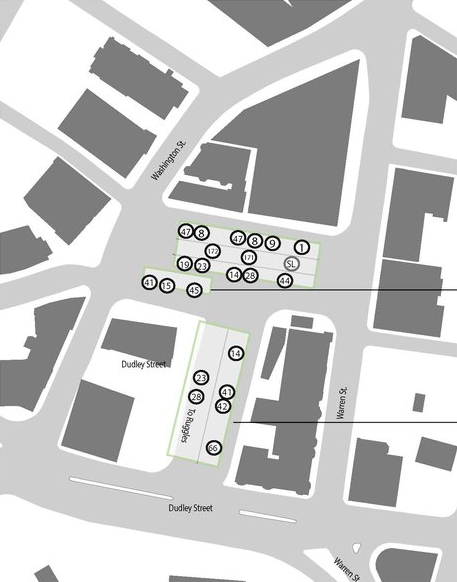 Washington St.
47 8 47 8 9 1
172 171 SL
19 23 14 28 44
41 15 45
14
Dudley Street
23
28 41
42
Warren St.
To Ruggles
66
Dudley Street
Warren St.